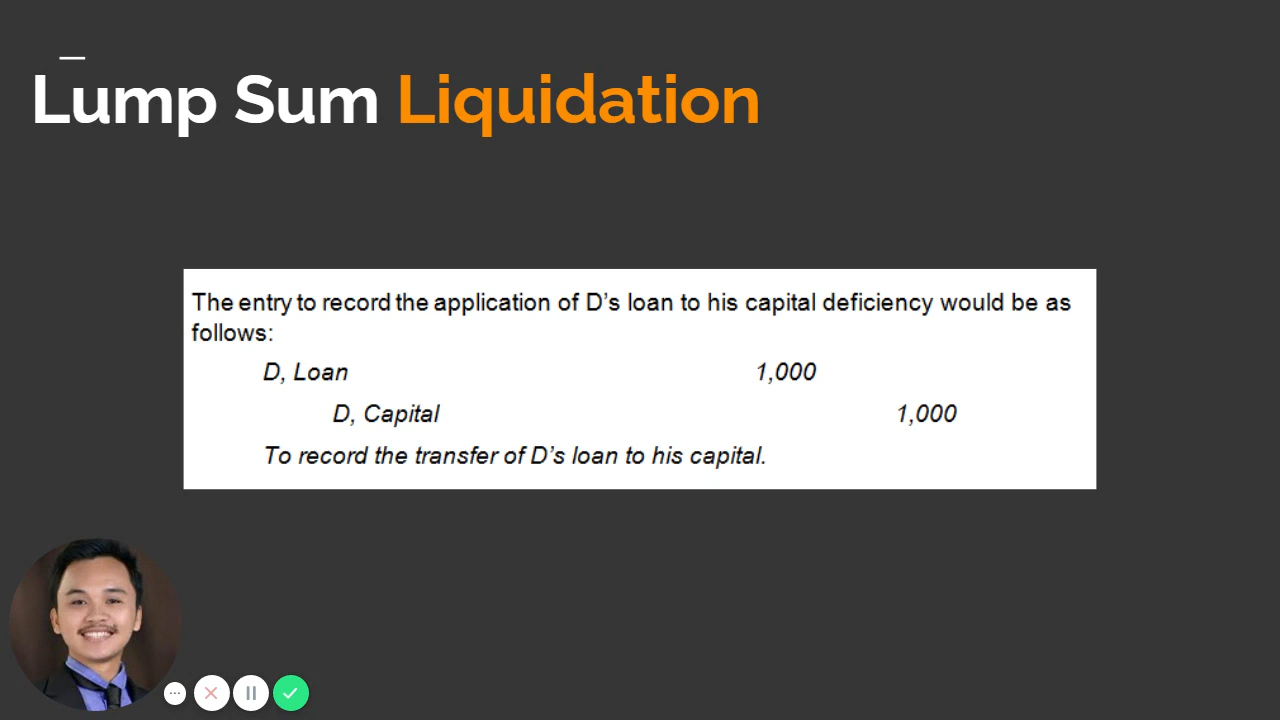 Lump Sum Liquidation
The entry to record the application of D's loan to his capital deficiency would be as
follows:
D, Loan 1,000
D, Capital 1,000
To record the transfer of D's loan to his capital.